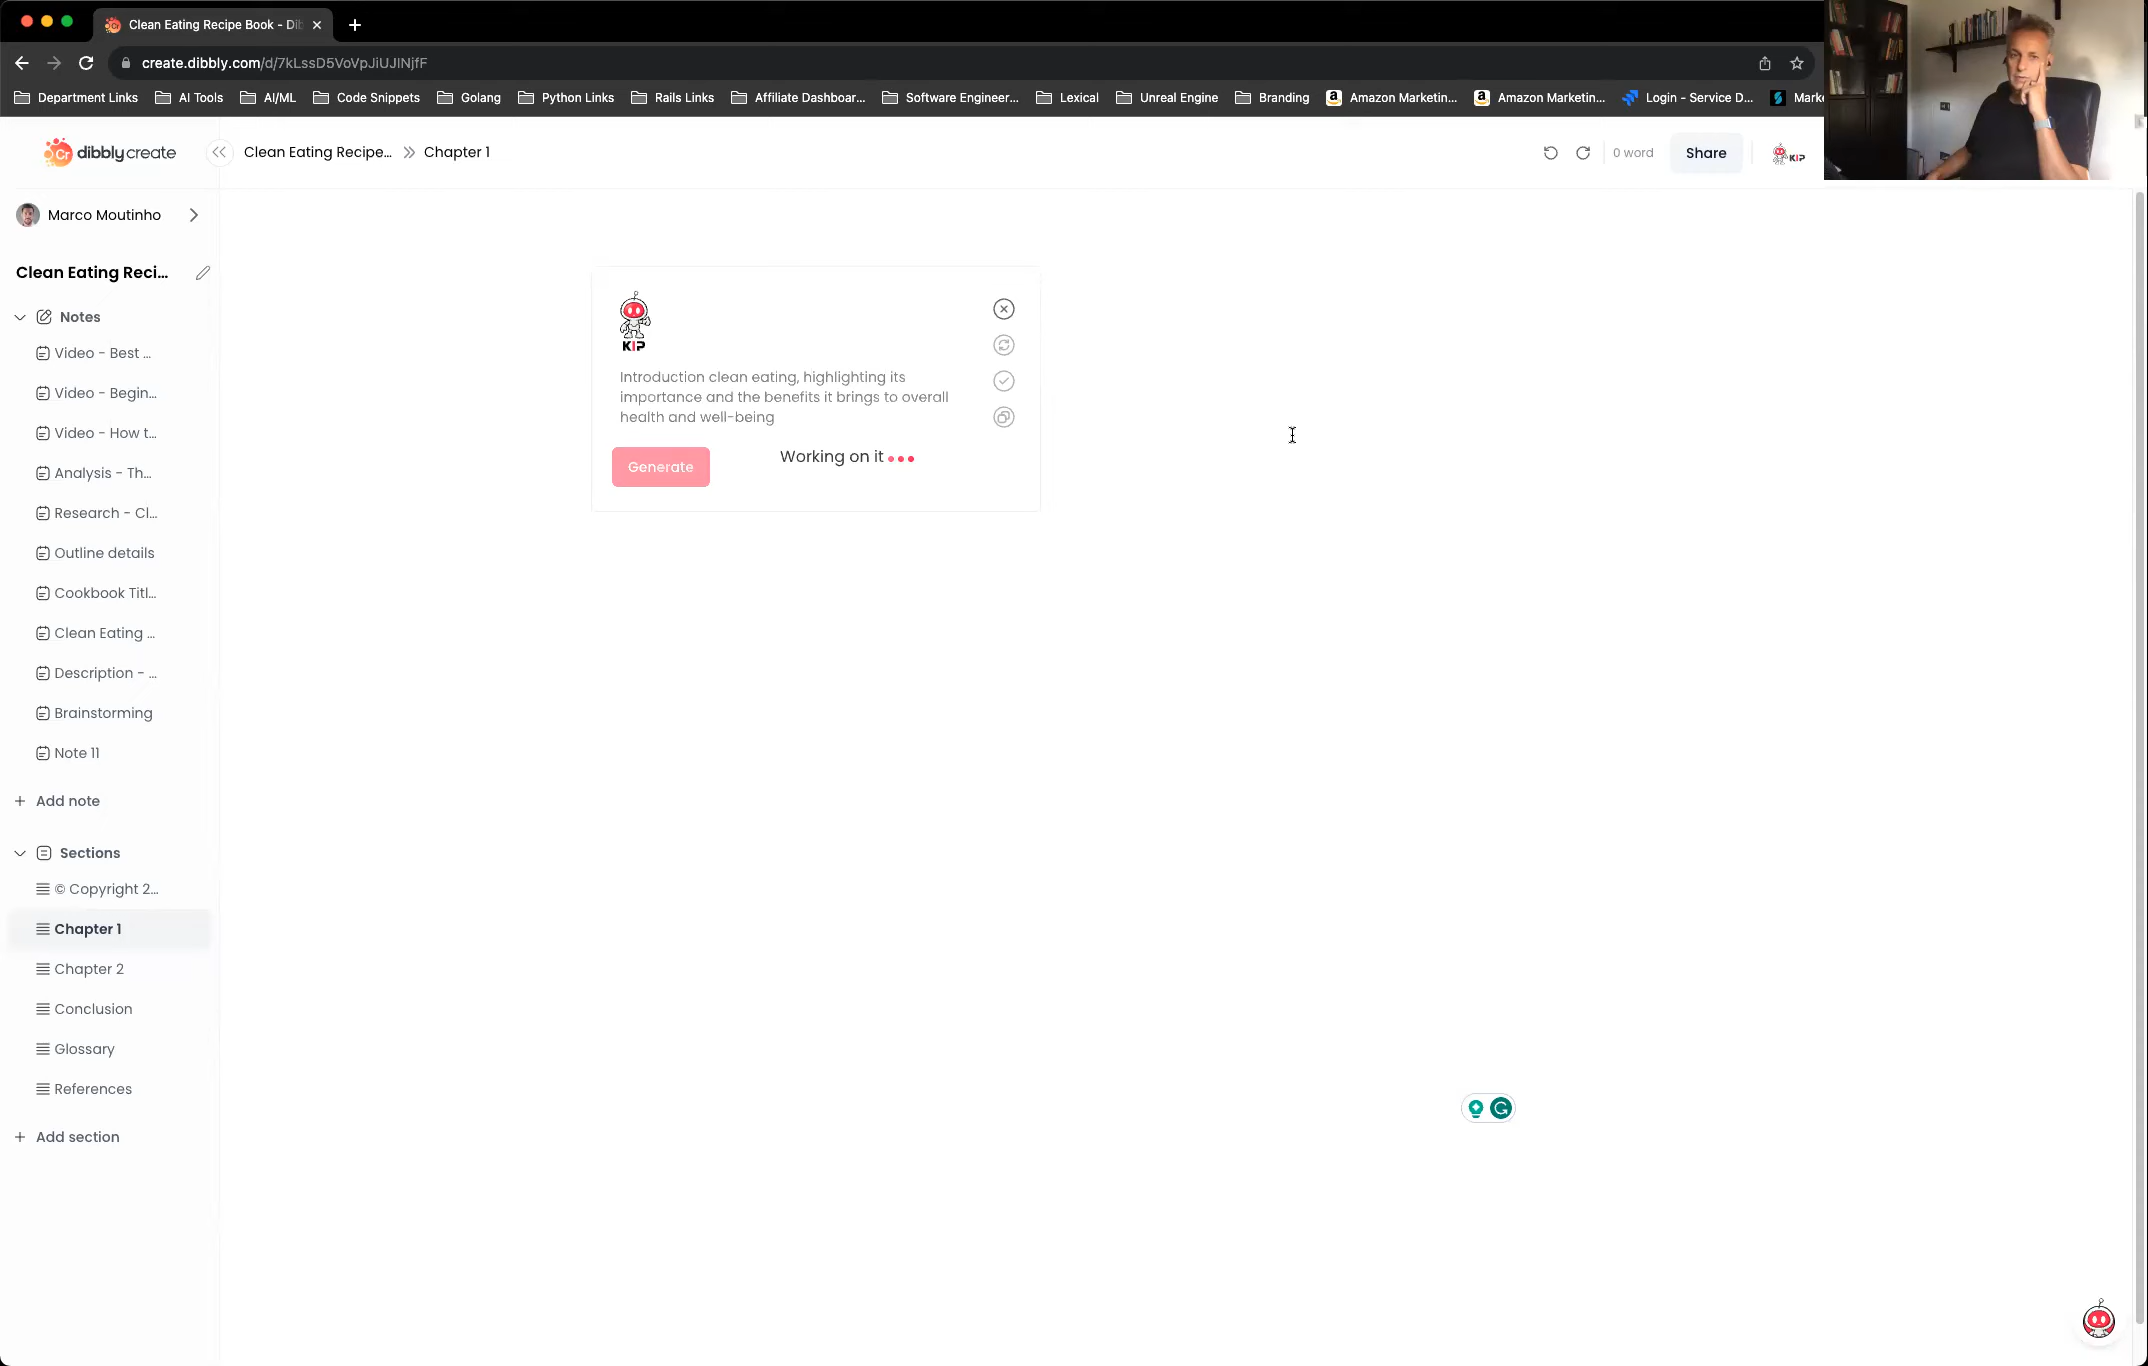 Clean Eating Recipe Book - Dib
create.dibbly.com/d/7kLssD5VoVpJiUJINjfF
Department Links
AI Tools
AI/ML
Code Snippets
Golang
Python Links
Rails Links
Affiliate Dashboar...
Software Engineer...
Lexical
Unreal Engine
Branding
Amazon Marketin...
Amazon Marketin...
Login - Service D...
Marke
Cr dibbly create
Clean Eating Recipe...
Chapter 1
0 word
Share
KIP
Marco Moutinho
Clean Eating Reci...
Notes
Video - Best ...
Video - Begin...
Video - How t...
Analysis - Th...
Research - Cl...
Outline details
Cookbook Titl...
Clean Eating ...
Description - ...
Brainstorming
Note 11
+ Add note
Sections
© Copyright 2...
Chapter 1
Chapter 2
Conclusion
Glossary
References
+ Add section
KIP
Introduction clean eating, highlighting its
importance and the benefits it brings to overall
health and well-being
Generate
Working on it